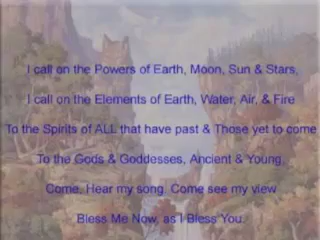 I call on the Powers of Earth, Moon, Sun & Stars,
I call on the Elements of Earth, Water, Air, & Fire
To the Spirits of ALL that have past & Those yet to come
To the Gods & Goddesses, Ancient & Young,
Come, Hear my song. Come see my view
Bless Me Now, as I Bless You.